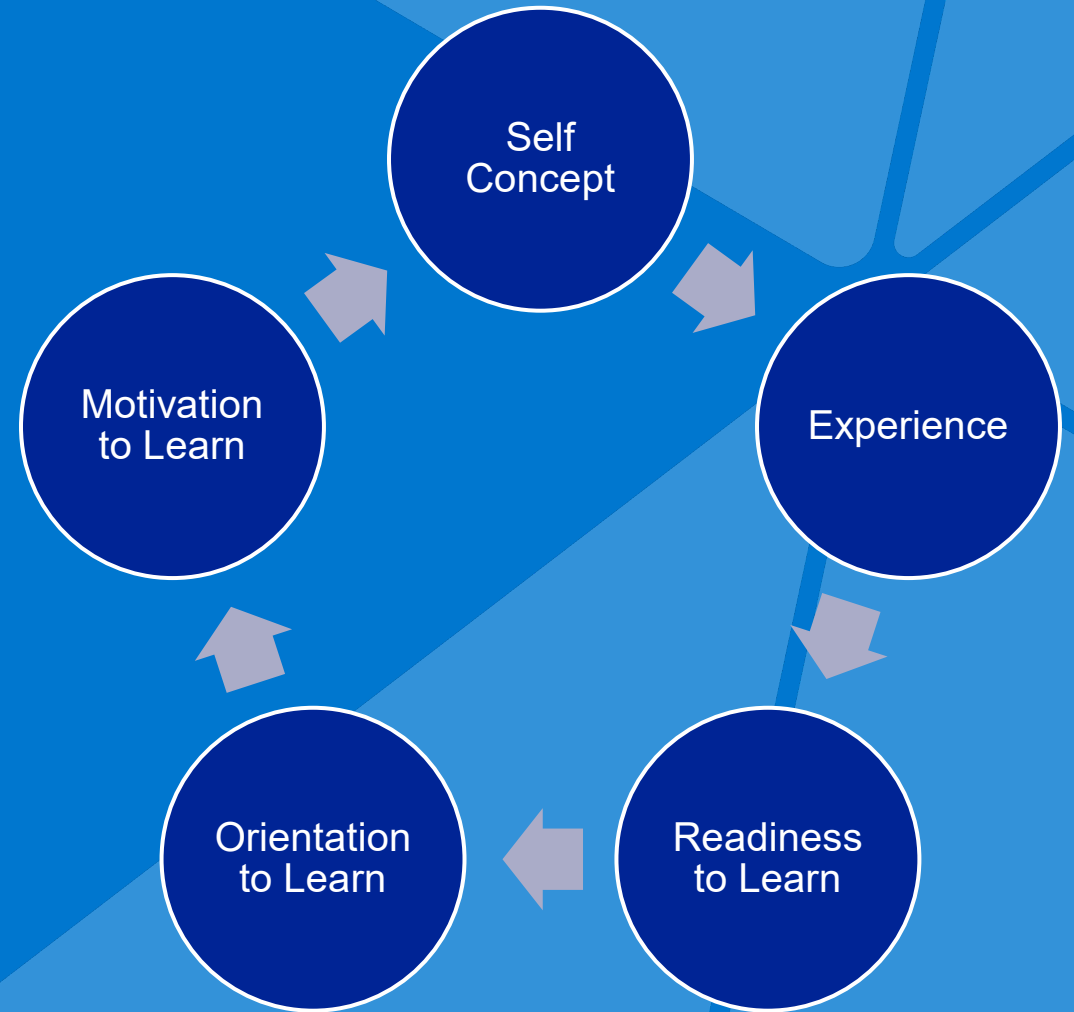 Self
Concept
Experience
Readiness
to Learn
Orientation
to Learn
Motivation
to Learn